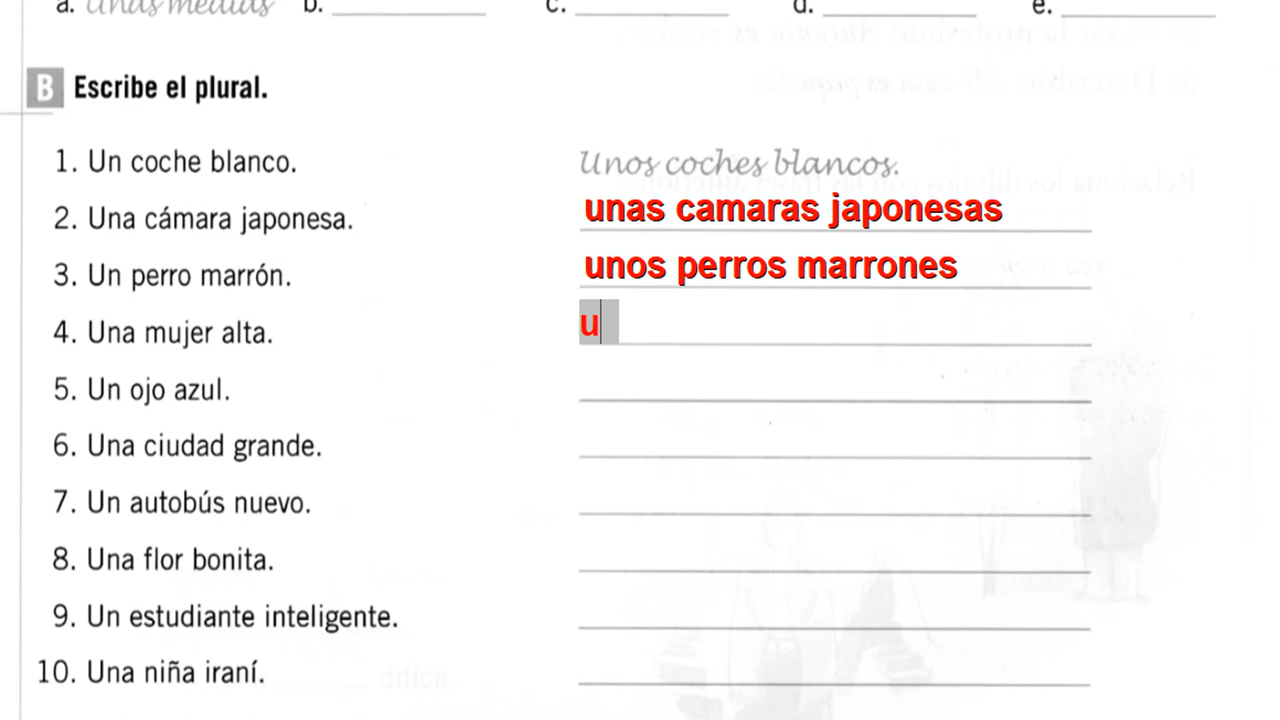 a. unas medias b. c. d. e.
B Escribe el plural.
1. Un coche blanco. Unos coches blancos.
2. Una cámara japonesa. unas camaras japonesas
3. Un perro marrón. unos perros marrones
4. Una mujer alta. u
5. Un ojo azul.
6. Una ciudad grande.
7. Un autobús nuevo.
8. Una flor bonita.
9. Un estudiante inteligente.
10. Una niña iraní.